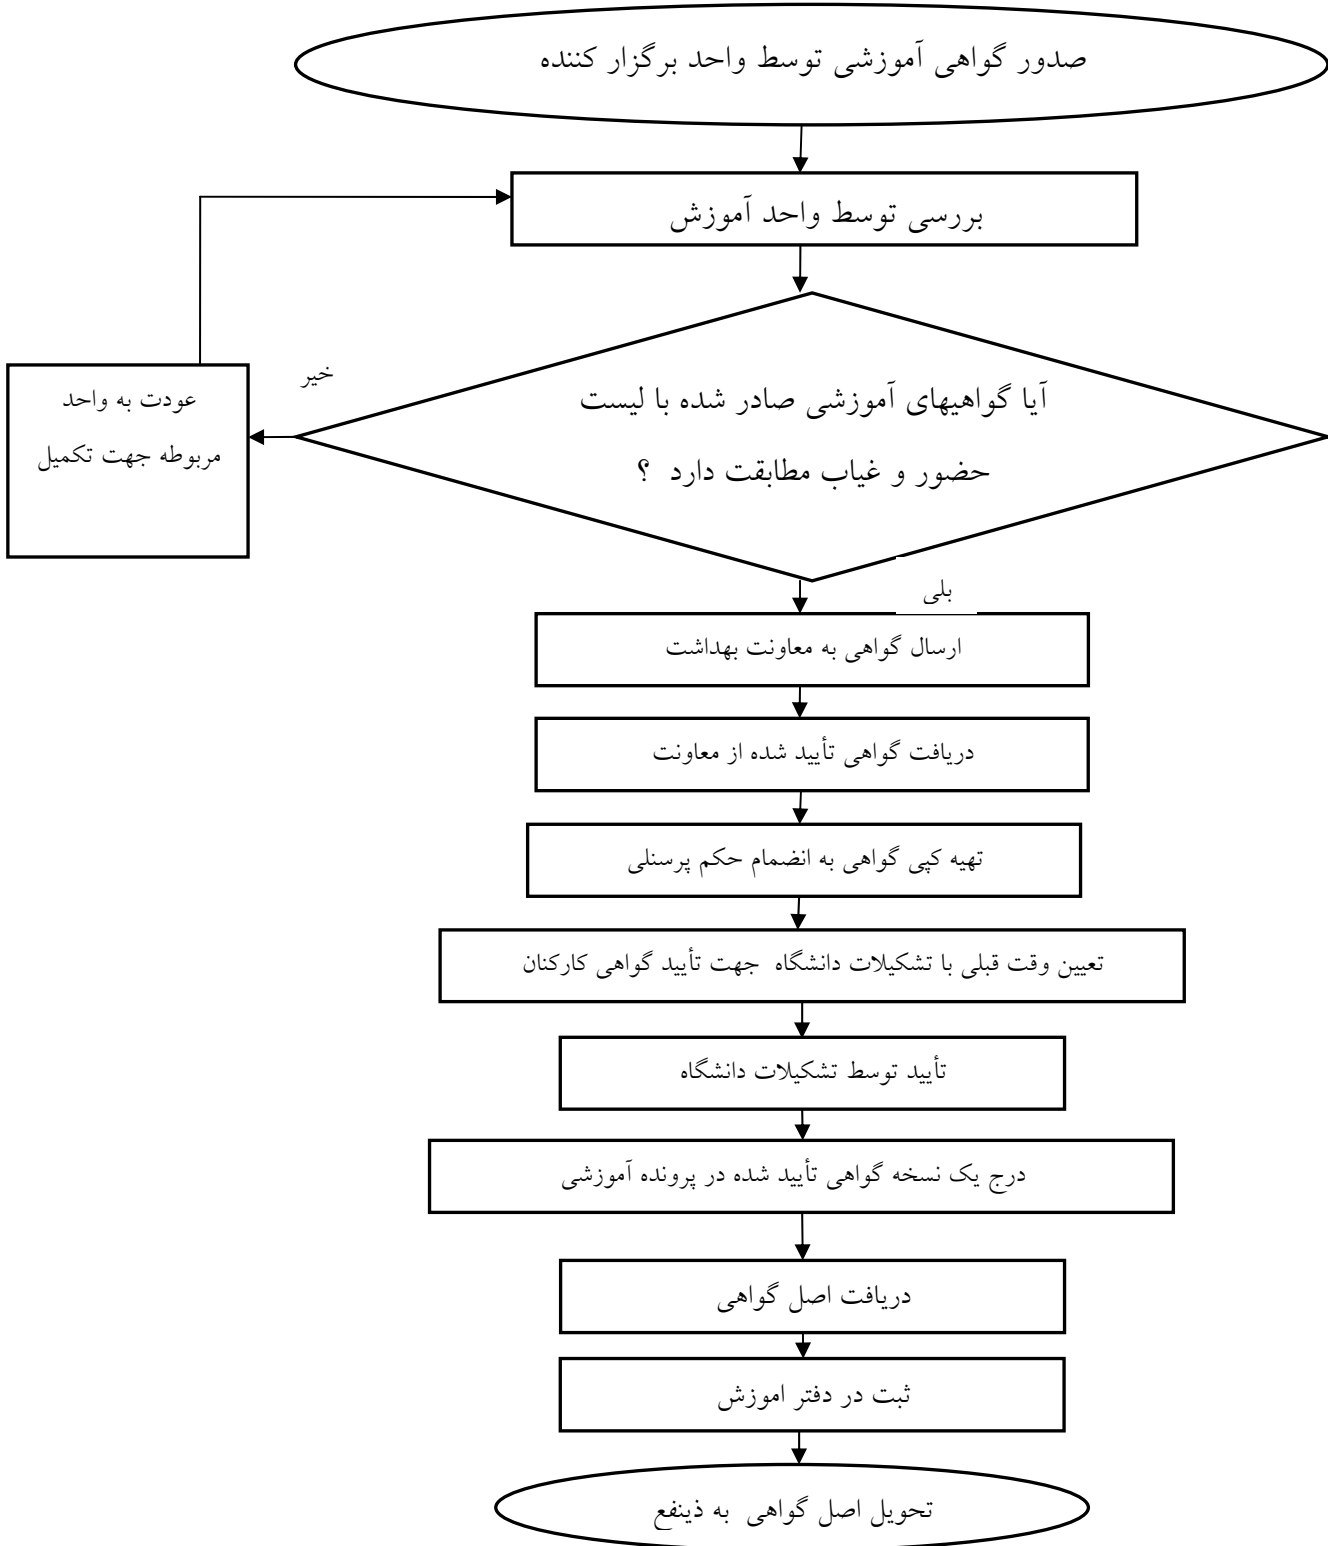 صدور گواهی آموزشی توسط واحد برگزار کننده
بررسی توسط واحد آموزش
آیا گواهیهای آموزشی صادر شده با لیست
حضور و غیاب مطابقت دارد ؟
خیر
عودت به واحد
مربوطه جهت تکمیل
بلی
ارسال گواهی به معاونت بهداشت
دریافت گواهی تأیید شده از معاونت
تهیه کپی گواهی به انضمام حکم پرسنلی
تعیین وقت قبلی با تشکیلات دانشگاه جهت تأیید گواهی کارکنان
تأیید توسط تشکیلات دانشگاه
درج یک نسخه گواهی تأیید شده در پرونده آموزشی
دریافت اصل گواهی
ثبت در دفتر اموزش
تحویل اصل گواهی به ذینفع